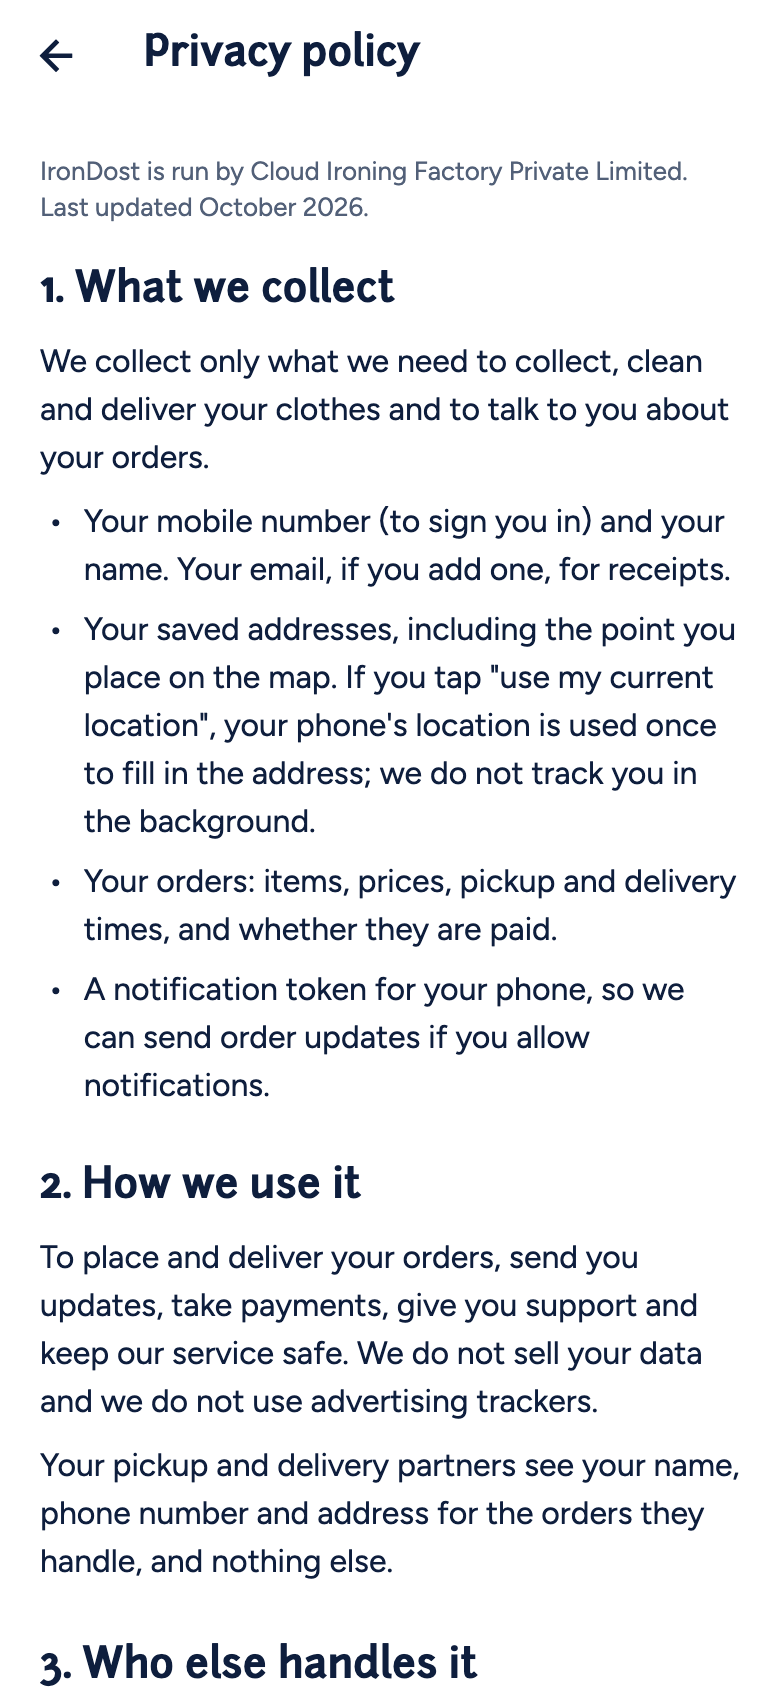 Privacy policy
IronDost is run by Cloud Ironing Factory Private Limited.
Last updated October 2026.
1. What we collect
We collect only what we need to collect, clean
and deliver your clothes and to talk to you about
your orders.
• Your mobile number (to sign you in) and your
name. Your email, if you add one, for receipts.
• Your saved addresses, including the point you
place on the map. If you tap "use my current
location", your phone's location is used once
to fill in the address; we do not track you in
the background.
• Your orders: items, prices, pickup and delivery
times, and whether they are paid.
• A notification token for your phone, so we
can send order updates if you allow
notifications.
2. How we use it
To place and deliver your orders, send you
updates, take payments, give you support and
keep our service safe. We do not sell your data
and we do not use advertising trackers.
Your pickup and delivery partners see your name,
phone number and address for the orders they
handle, and nothing else.
3. Who else handles it